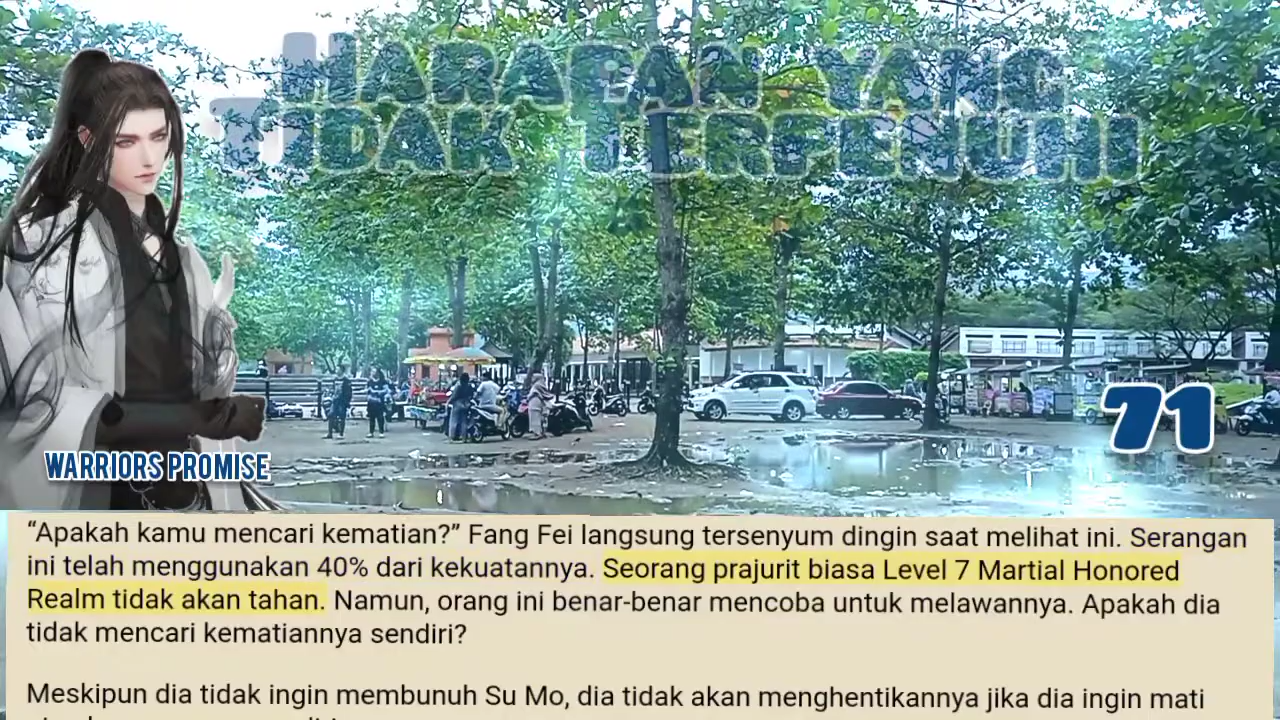 HARAPAN YANG
TIDAK TERPENUHI
71
WARRIORS PROMISE
“Apakah kamu mencari kematian?” Fang Fei langsung tersenyum dingin saat melihat ini. Serangan
ini telah menggunakan 40% dari kekuatannya. Seorang prajurit biasa Level 7 Martial Honored
Realm tidak akan tahan. Namun, orang ini benar-benar mencoba untuk melawannya. Apakah dia
tidak mencari kematiannya sendiri?
Meskipun dia tidak ingin membunuh Su Mo, dia tidak akan menghentikannya jika dia ingin mati